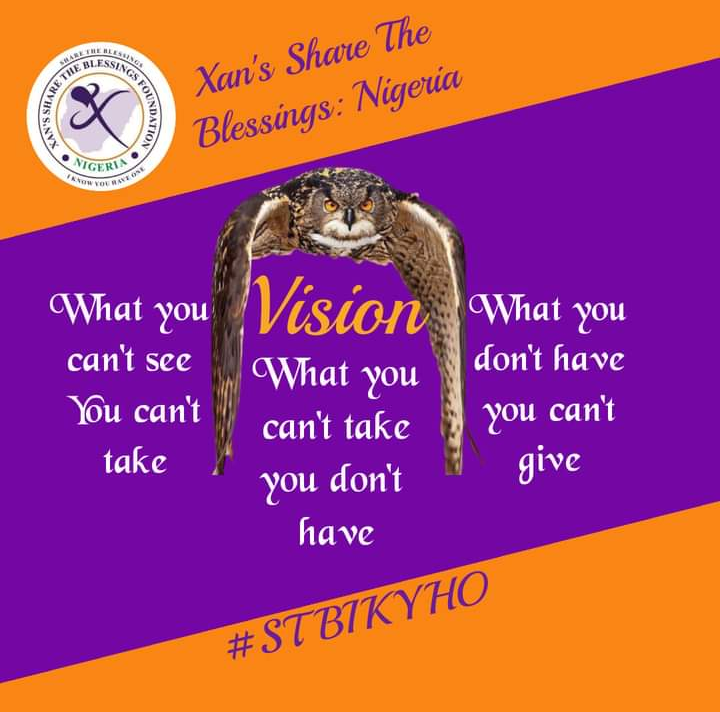 SHARE THE BLESSINGS
XAN'S SHARE THE BLESSINGS FOUNDATION
NIGERIA
I KNOW YOU HAVE ONE
Xan's Share The
Blessings: Nigeria
Vision
What you
can't see
You can't
take
What you
can't take
you don't
have
What you
don't have
you can't
give
#STBIKYHO